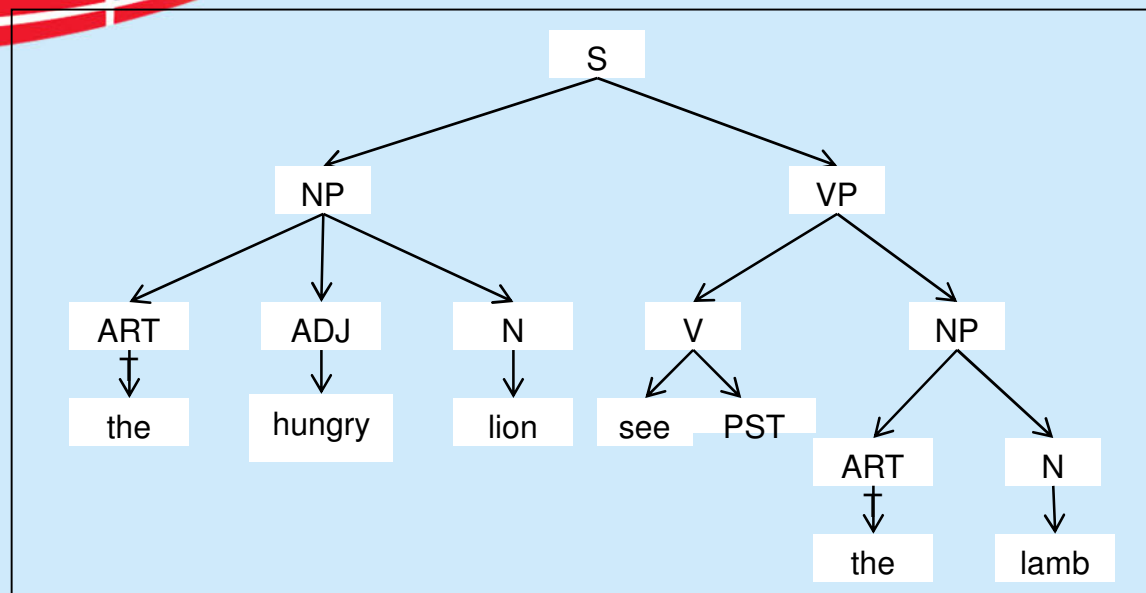 S
NP VP
ART ADJ N V NP
the hungry lion see PST
ART N
the lamb